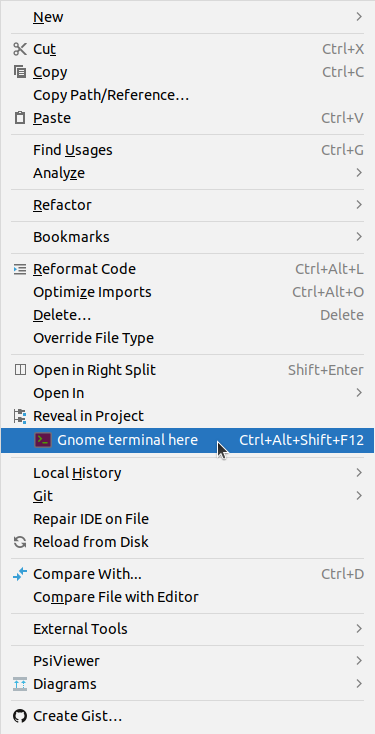 New
Cut Ctrl+X
Copy Ctrl+C
Copy Path/Reference...
Paste Ctrl+V
Find Usages Ctrl+G
Analyze
Refactor
Bookmarks
Reformat Code Ctrl+Alt+L
Optimize Imports Ctrl+Alt+O
Delete... Delete
Override File Type
Open in Right Split Shift+Enter
Open In
Reveal in Project
Gnome terminal here Ctrl+Alt+Shift+F12
Local History
Git
Repair IDE on File
Reload from Disk
Compare With... Ctrl+D
Compare File with Editor
External Tools
PsiViewer
Diagrams
Create Gist...